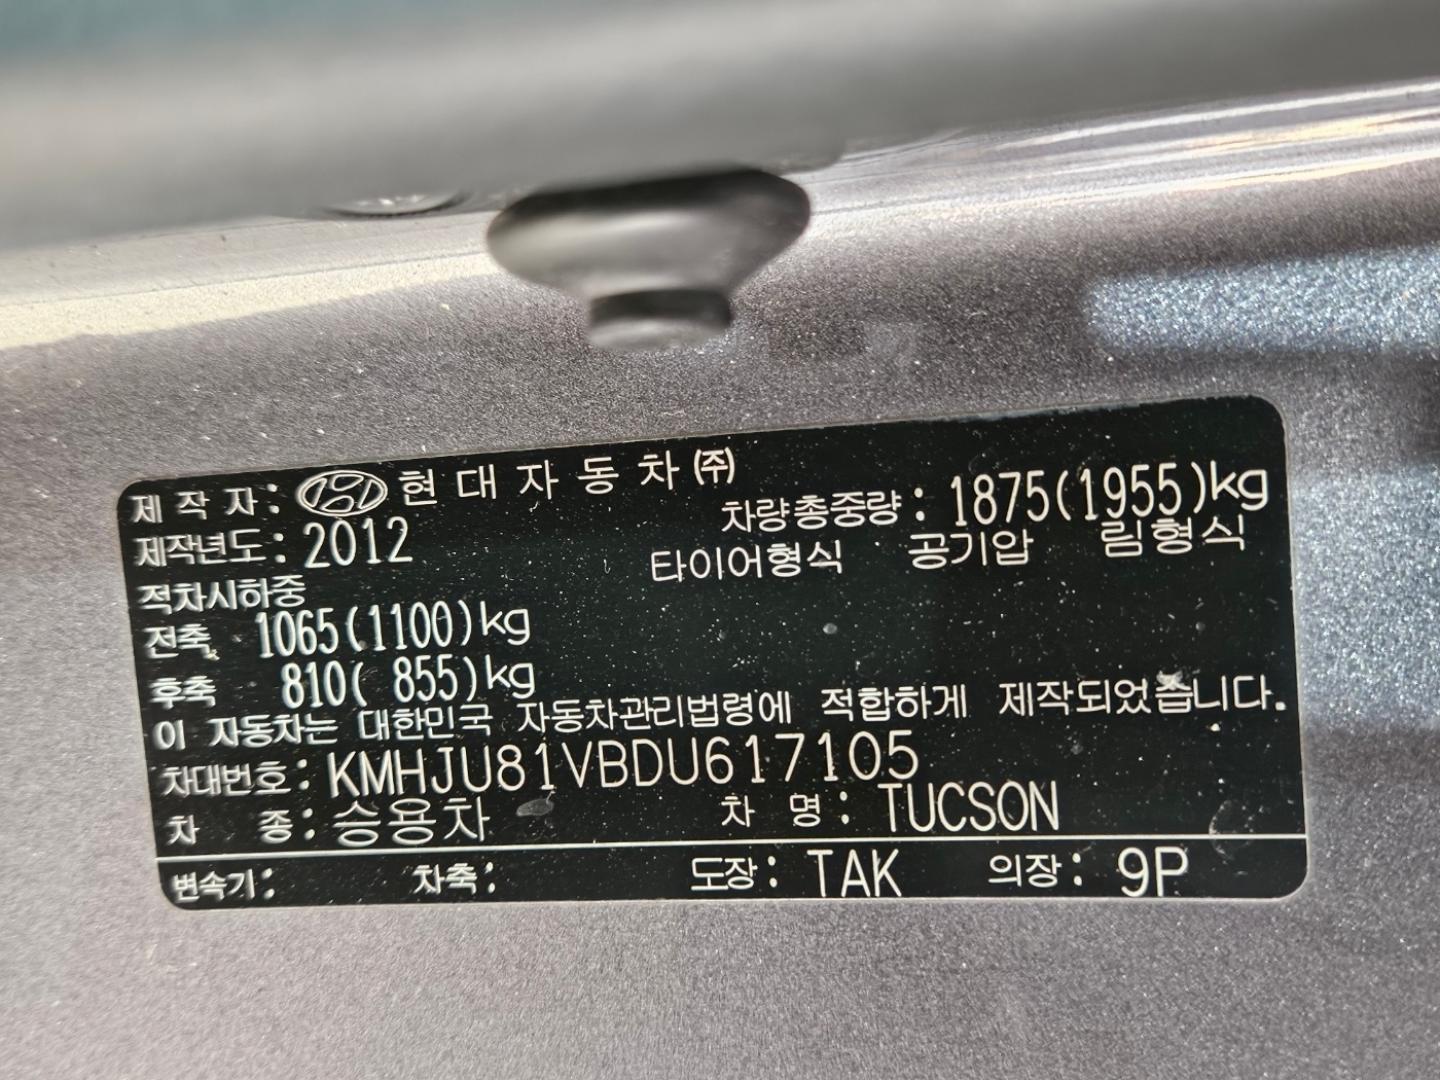 제 작 자 : 현 대 자 동 차 ㈜
제작년도 : 2012
차량총중량 : 1875(1955)kg
적차시하중
타이어형식 공기압 림형식
전축 1065(1100)kg
후축 810( 855)kg
이 자동차는 대한민국 자동차관리법령에 적합하게 제작되었습니다.
차대번호 : KMHJU81VBDU617105
차 종 : 승용차 차 명 : TUCSON
변속기 : 차축 : 도장 : TAK 의장 : 9P